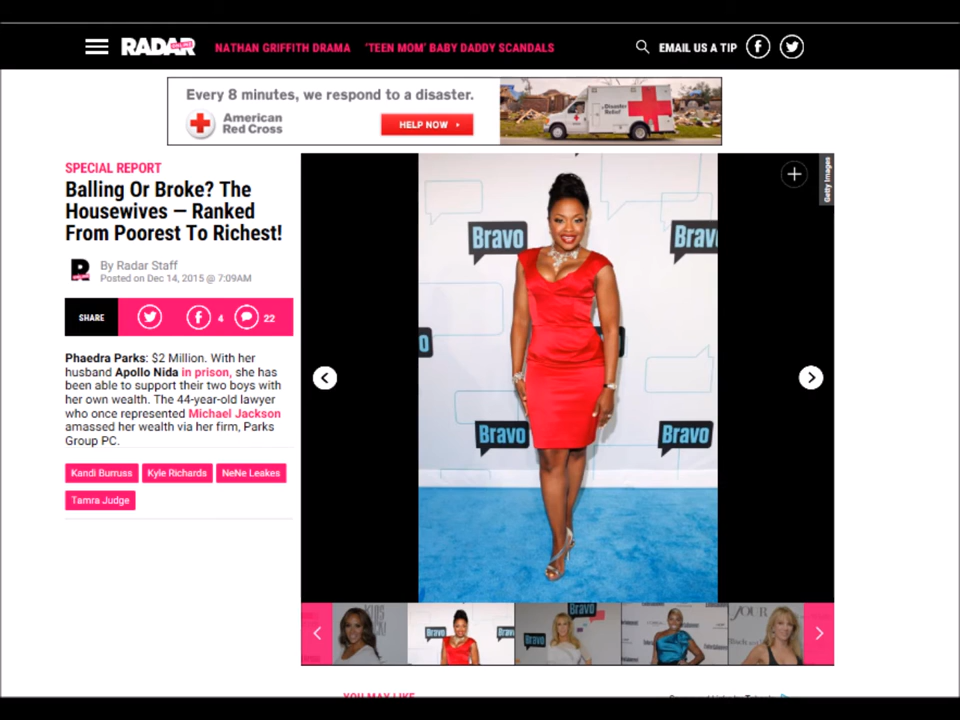 RADAR ONLINE
NATHAN GRIFFITH DRAMA
'TEEN MOM' BABY DADDY SCANDALS
EMAIL US A TIP
Every 8 minutes, we respond to a disaster.
American
Red Cross
HELP NOW
Disaster
Relief
SPECIAL REPORT
Balling Or Broke? The
Housewives — Ranked
From Poorest To Richest!
By Radar Staff
Posted on Dec 14, 2015 @ 7:09AM
SHARE
4
22
Phaedra Parks: $2 Million. With her
husband Apollo Nida in prison, she has
been able to support their two boys with
her own wealth. The 44-year-old lawyer
who once represented Michael Jackson
amassed her wealth via her firm, Parks
Group PC.
Kandi Burruss
Kyle Richards
NeNe Leakes
Tamra Judge
Getty Images
Bravo
Bravo
Bravo
Bravo
Bravo
Bravo
Bravo
Bravo
YOU MAY LIKE